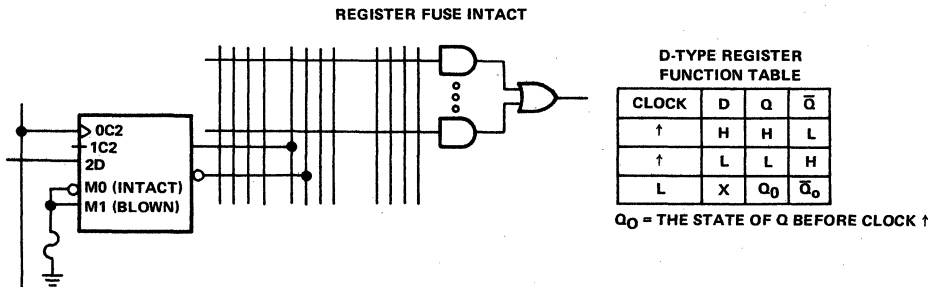 REGISTER FUSE INTACT
0C2
1C2
2D
M0 (INTACT)
M1 (BLOWN)
D-TYPE REGISTER
FUNCTION TABLE
CLOCK D Q Q̅
↑ H H L
↑ L L H
L X Q₀ Q̅₀
Q₀ = THE STATE OF Q BEFORE CLOCK ↑